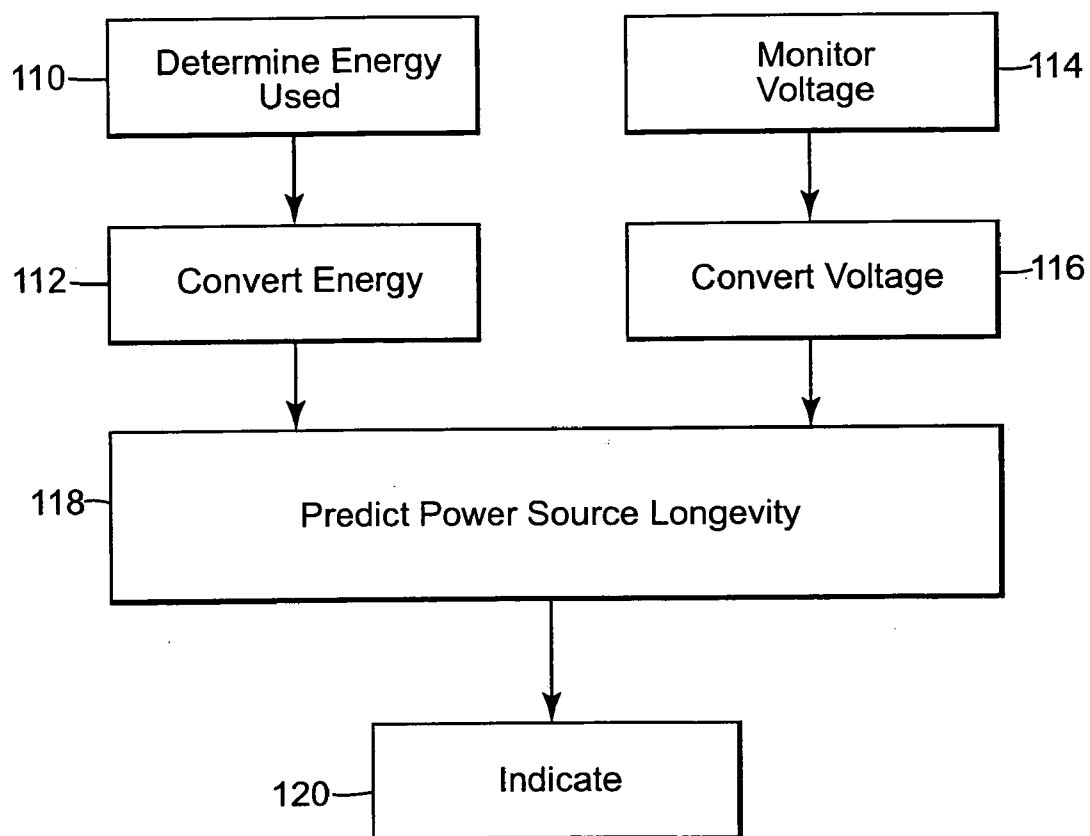 110
Determine Energy
Used
Monitor
Voltage
114
112
Convert Energy
Convert Voltage
116
118
Predict Power Source Longevity
120
Indicate